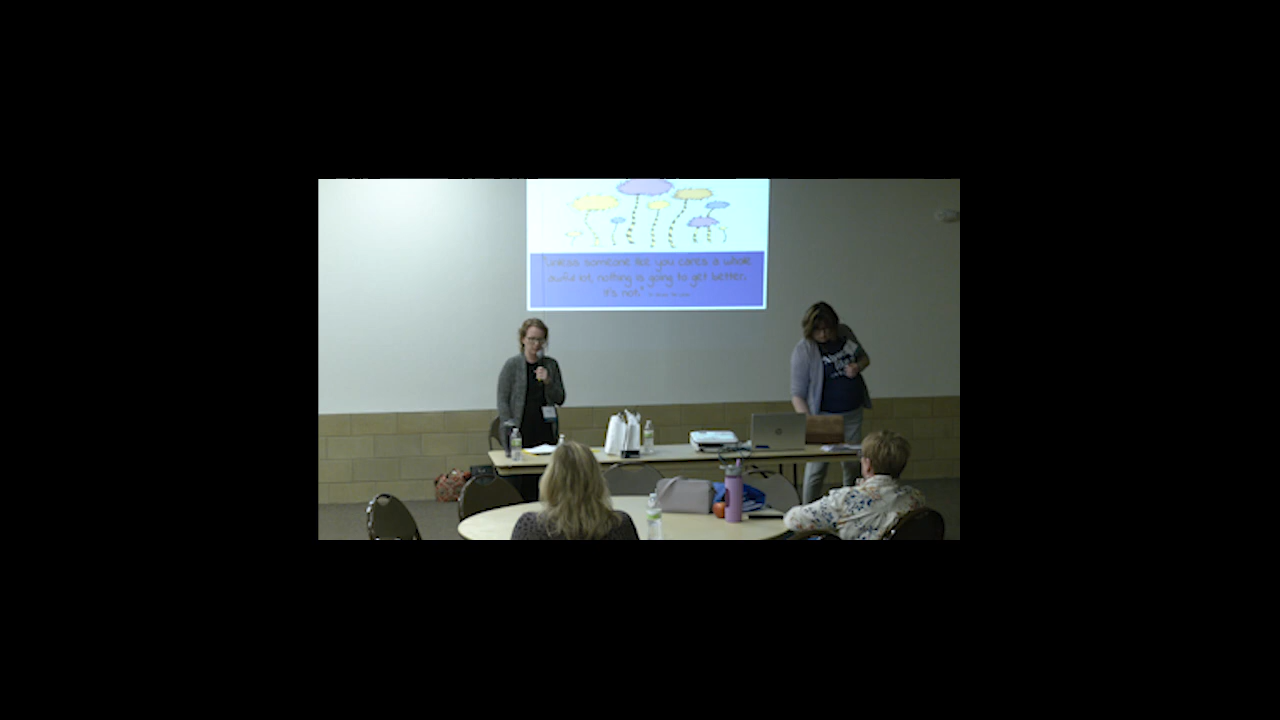 "Unless someone like you cares a whole
awful lot, nothing is going to get better,
it's not."